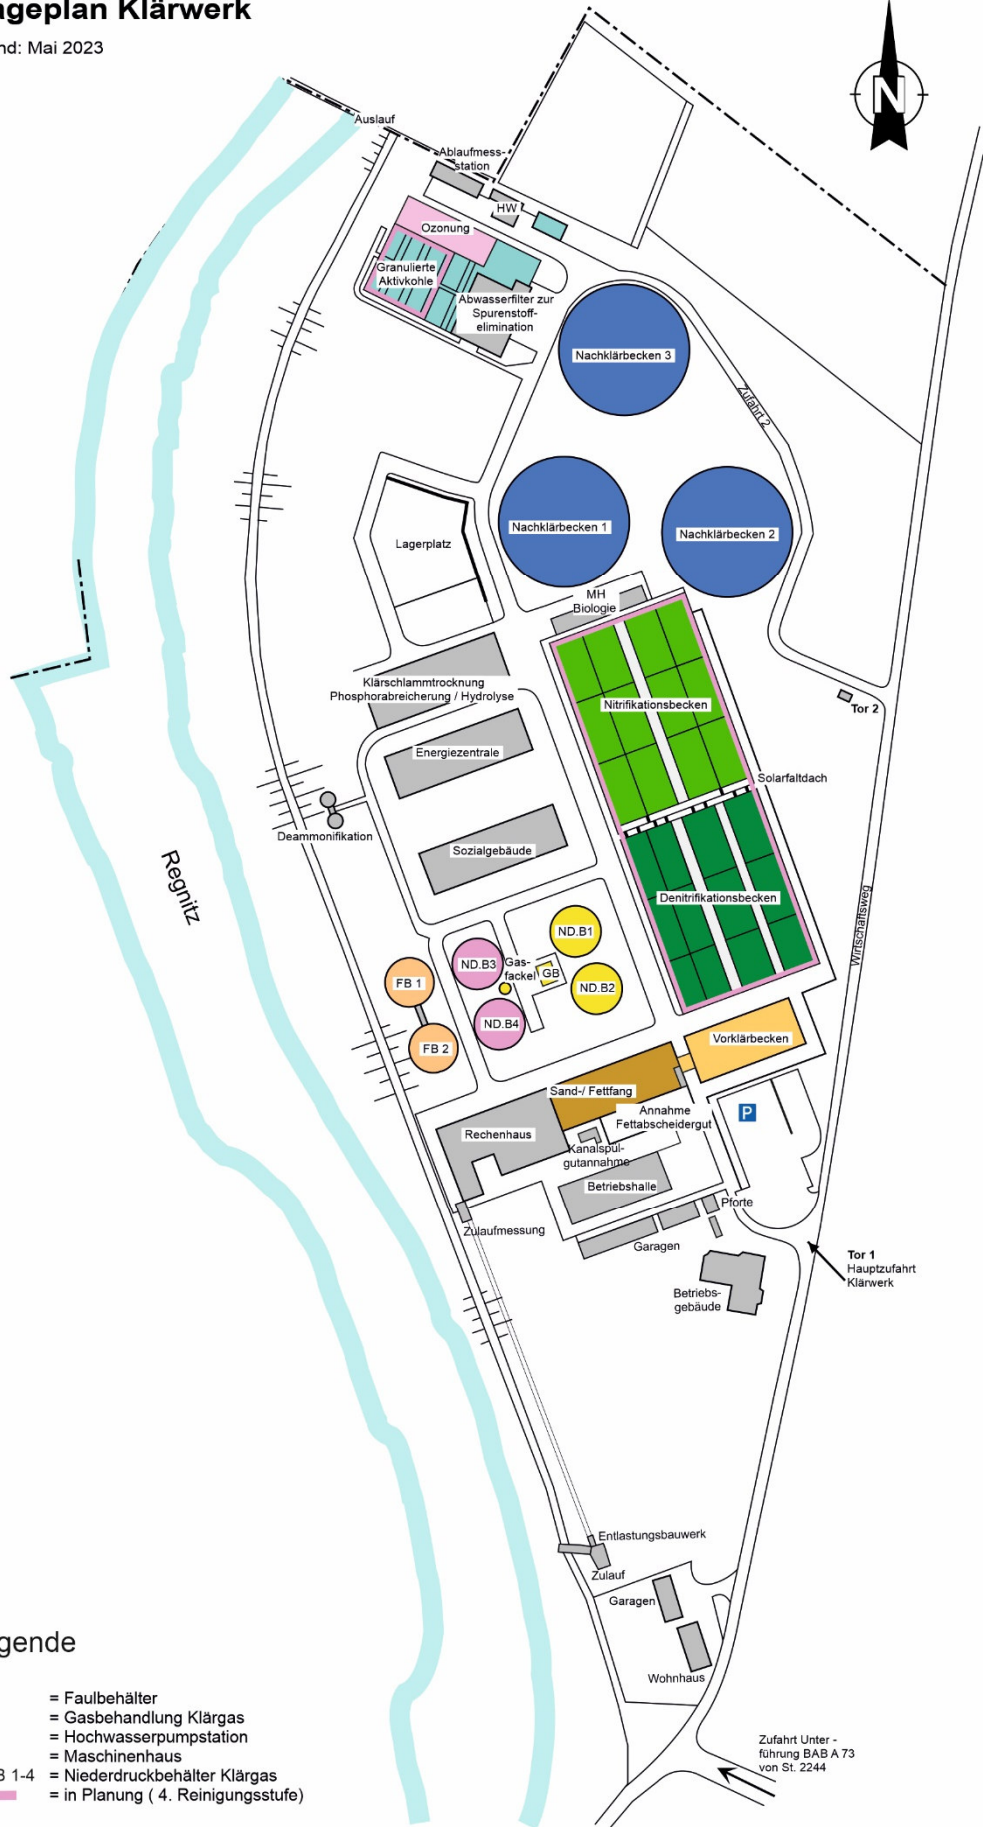 ageplan Klärwerk
nd: Mai 2023
N
Auslauf
Ablaufmess-
station
HW
Ozonung
Granulierte
Aktivkohle
Abwasserfilter zur
Spurenstoff-
elimination
Nachklärbecken 3
Zufahrt 2
Nachklärbecken 1
Nachklärbecken 2
Lagerplatz
MH
Biologie
Klärschlammtrocknung
Phosphorabreicherung / Hydrolyse
Nitrifikationsbecken
Tor 2
Energiezentrale
Solarfaltdach
Deammonifikation
Sozialgebäude
Regnitz
Denitrifikationsbecken
Wirtschaftsweg
ND.B1
ND.B3
Gas-
fackel
GB
FB 1
ND.B2
ND.B4
FB 2
Vorklärbecken
Sand-/ Fettfang
Annahme
Fettabscheidergut
P
Rechenhaus
Kanalspül-
gutannahme
Betriebshalle
Pforte
Zulaufmessung
Garagen
Tor 1
Hauptzufahrt
Klärwerk
Betriebs-
gebäude
Entlastungsbauwerk
Zulauf
Garagen
Wohnhaus
gende
= Faulbehälter
= Gasbehandlung Klärgas
= Hochwasserpumpstation
= Maschinenhaus
B 1-4 = Niederdruckbehälter Klärgas
= in Planung ( 4. Reinigungsstufe)
Zufahrt Unter -
führung BAB A 73
von St. 2244